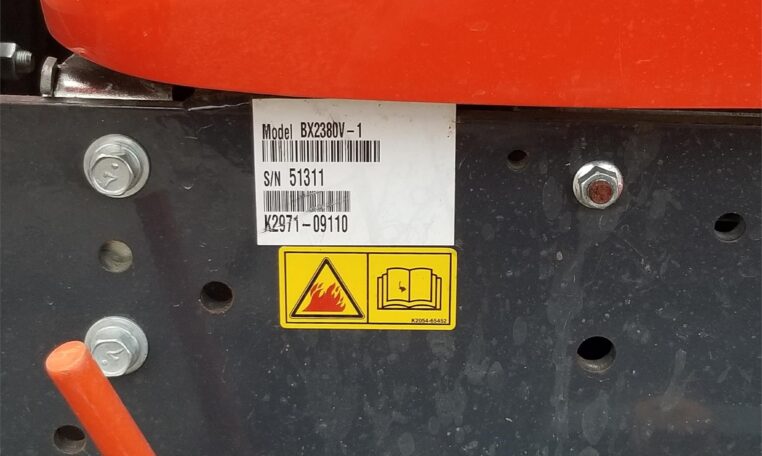 Model BX2380V-1
S/N 51311
K2971-09110
K2054-65452